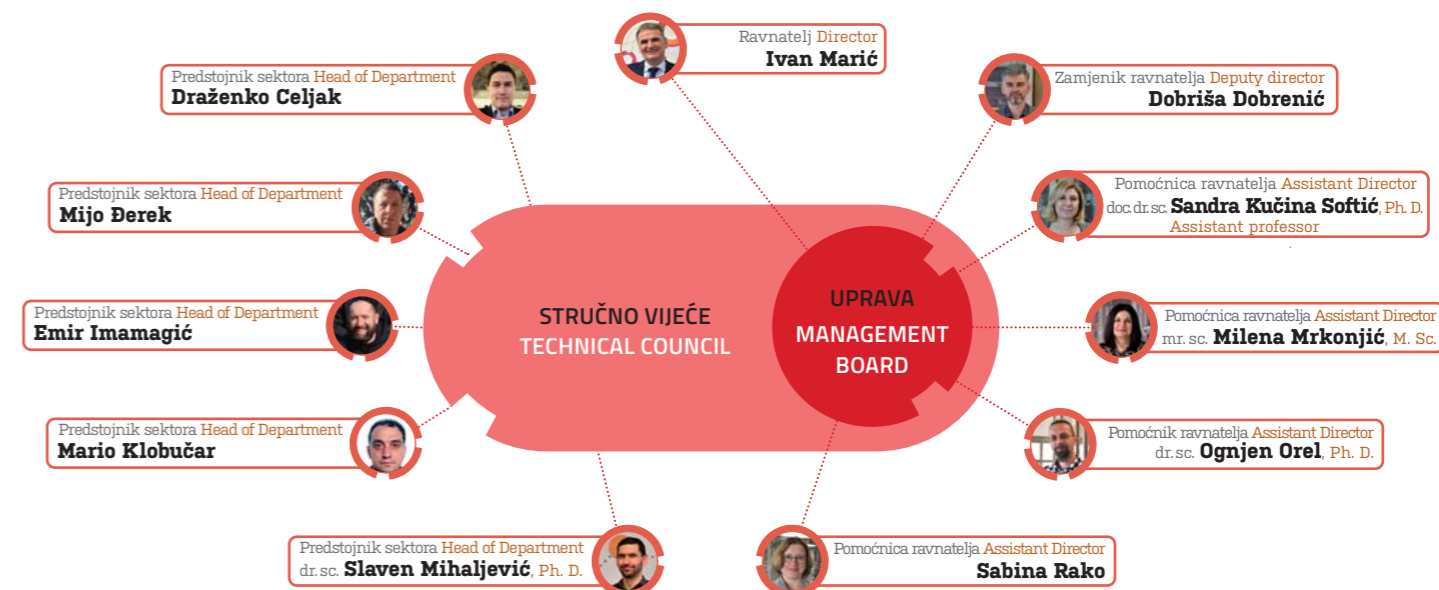 Ravnatelj Director
Ivan Marić
Predstojnik sektora Head of Department
Draženko Celjak
Zamjenik ravnatelja Deputy director
Dobriša Dobrenić
Predstojnik sektora Head of Department
Mijo Đerek
Pomoćnica ravnatelja Assistant Director
doc.dr.sc. Sandra Kučina Softić, Ph. D.
Assistant professor
STRUČNO VIJEĆE
TECHNICAL COUNCIL
UPRAVA
MANAGEMENT
BOARD
Predstojnik sektora Head of Department
Emir Imamagić
Pomoćnica ravnatelja Assistant Director
mr. sc. Milena Mrkonjić, M. Sc.
Predstojnik sektora Head of Department
Mario Klobučar
Pomoćnik ravnatelja Assistant Director
dr. sc. Ognjen Orel, Ph. D.
Predstojnik sektora Head of Department
dr. sc. Slaven Mihaljević, Ph. D.
Pomoćnica ravnatelja Assistant Director
Sabina Rako